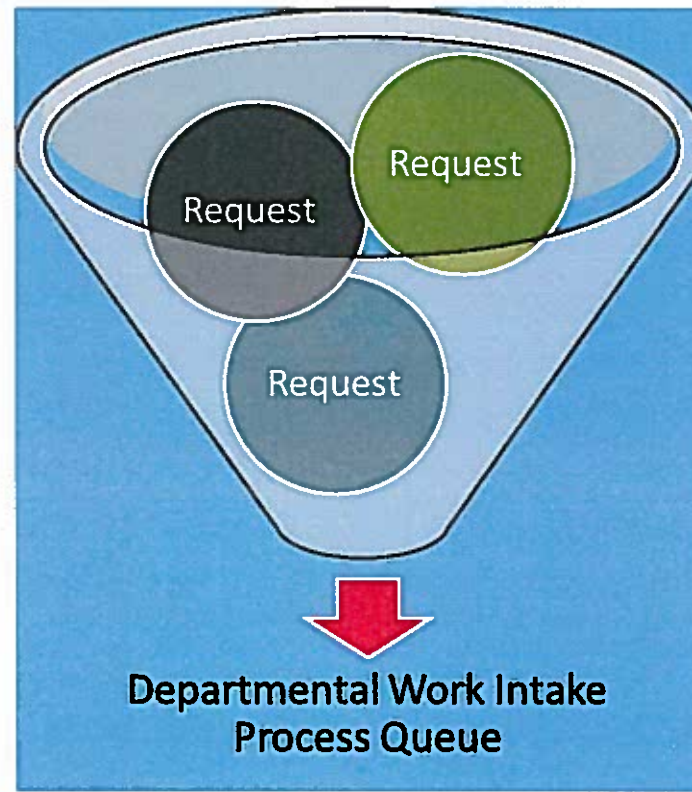 Request
Request
Request
Departmental Work Intake
Process Queue